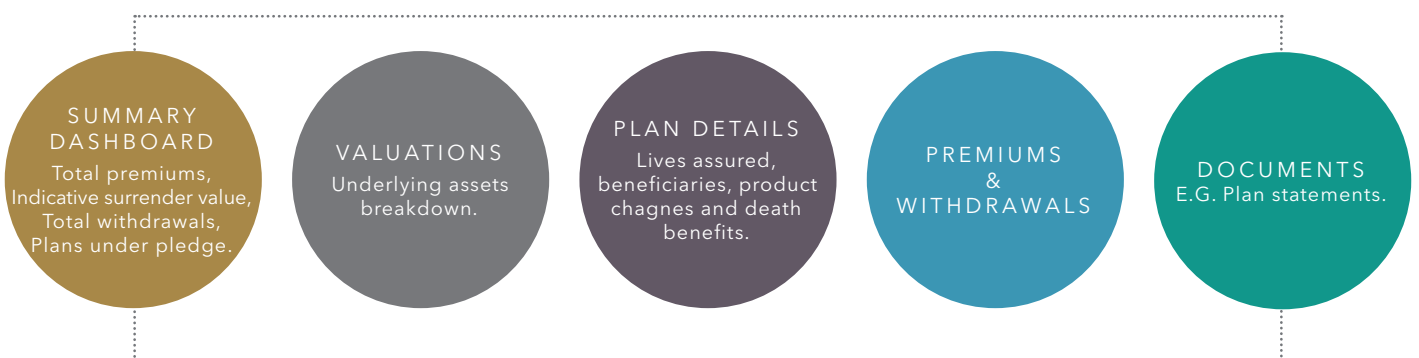 SUMMARY
DASHBOARD
Total premiums,
Indicative surrender value,
Total withdrawals,
Plans under pledge.
VALUATIONS
Underlying assets
breakdown.
PLAN DETAILS
Lives assured,
beneficiaries, product
chagnes and death
benefits.
PREMIUMS
&
WITHDRAWALS
DOCUMENTS
E.G. Plan statements.